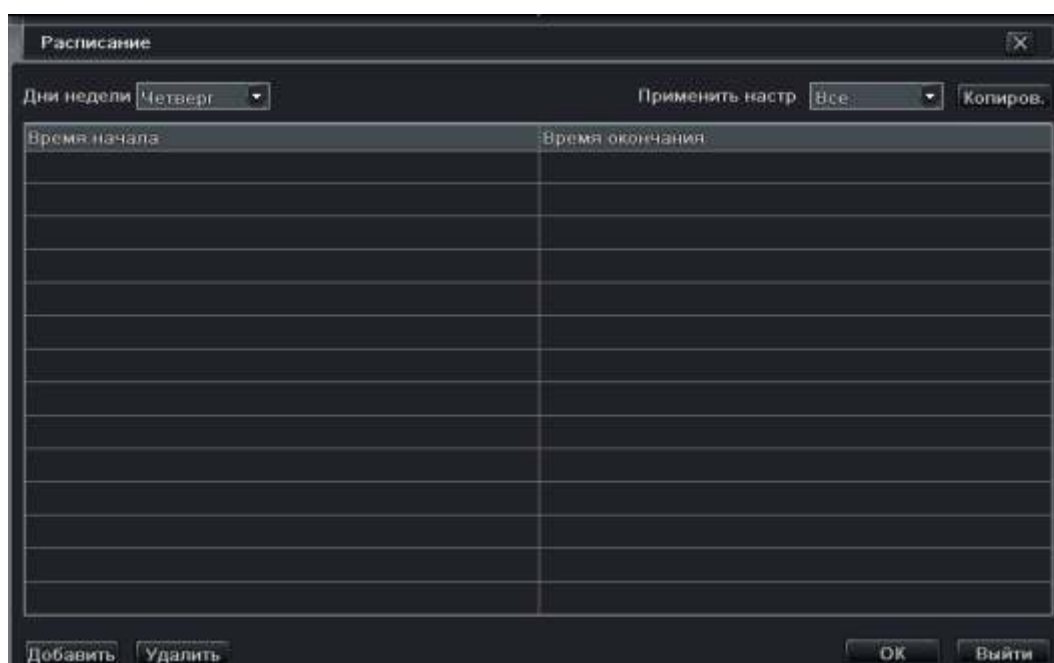 Расписание
Дни недели Четверг Применить настр Все Копиров.
Время начала Время окончания
Добавить Удалить OK Выйти